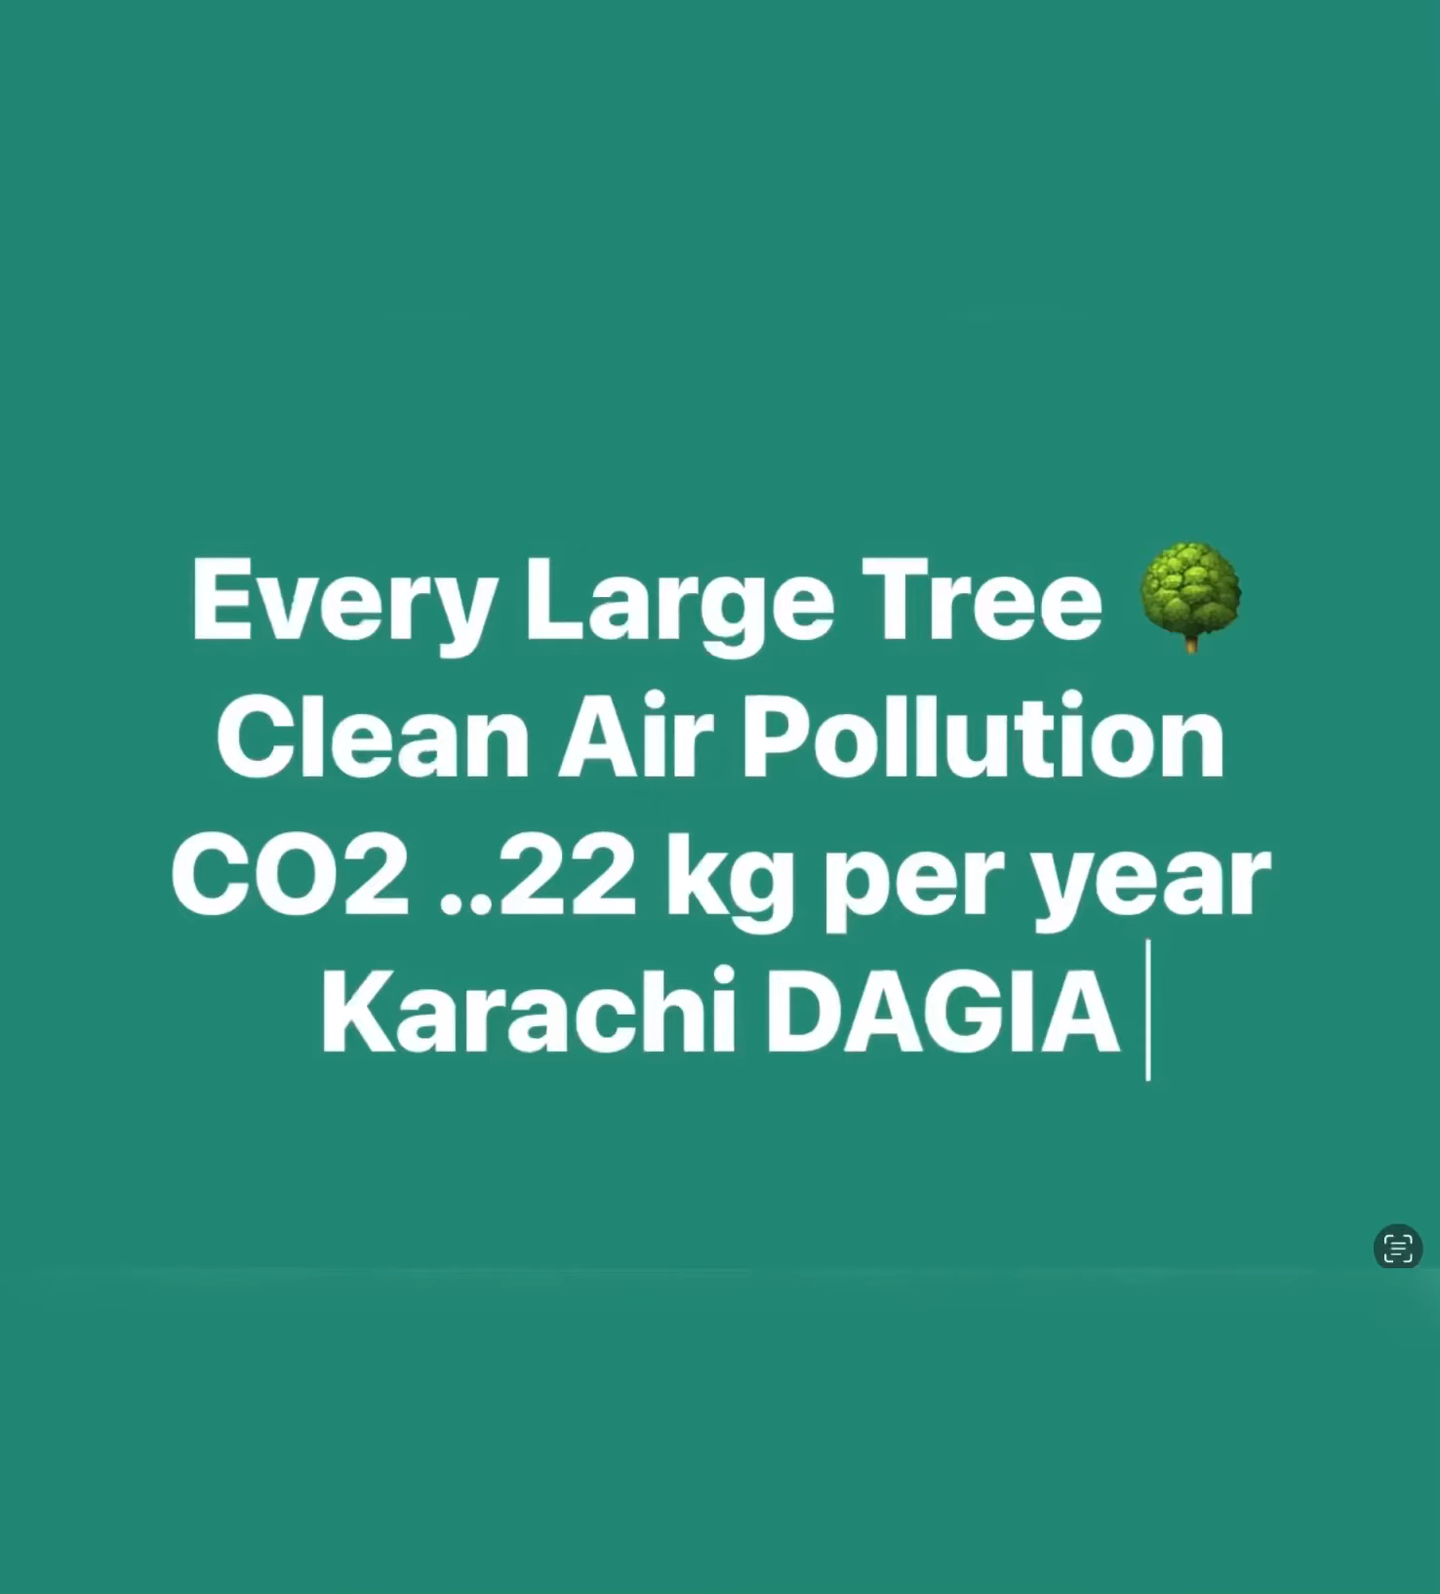 Every Large Tree 🌳
Clean Air Pollution
CO2 ..22 kg per year
Karachi DAGIA